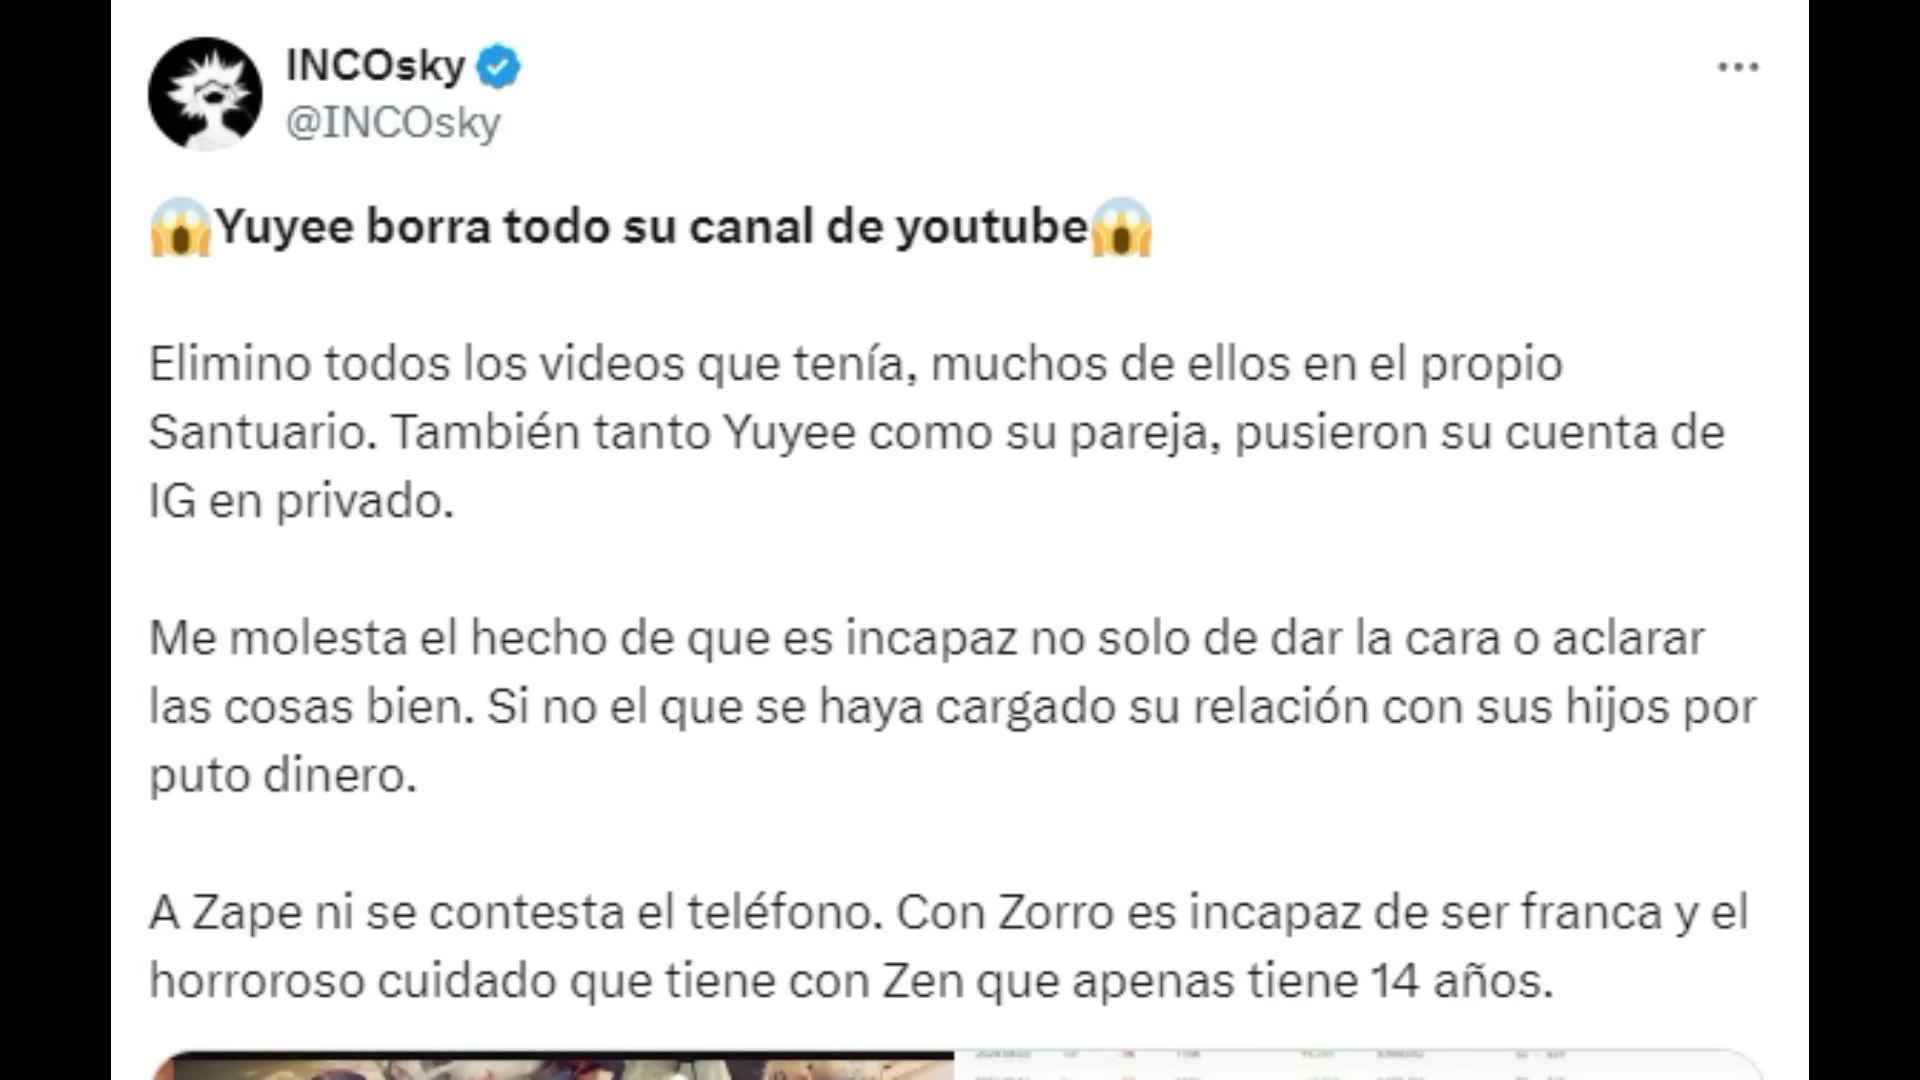 INCOsky
@INCOsky
😱Yuyee borra todo su canal de youtube😱
Elimino todos los videos que tenía, muchos de ellos en el propio
Santuario. También tanto Yuyee como su pareja, pusieron su cuenta de
IG en privado.
Me molesta el hecho de que es incapaz no solo de dar la cara o aclarar
las cosas bien. Si no el que se haya cargado su relación con sus hijos por
puto dinero.
A Zape ni se contesta el teléfono. Con Zorro es incapaz de ser franca y el
horroroso cuidado que tiene con Zen que apenas tiene 14 años.